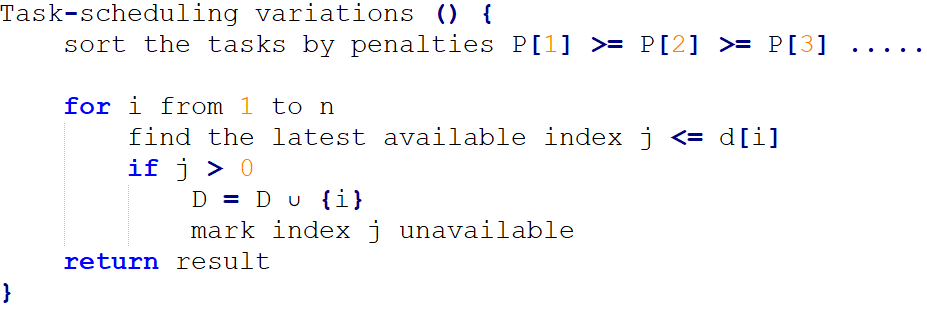 Task-scheduling variations () {
    sort the tasks by penalties P[1] >= P[2] >= P[3] .....
    for i from 1 to n
        find the latest available index j <= d[i]
        if j > 0
            D = D ∪ {i}
            mark index j unavailable
    return result
}